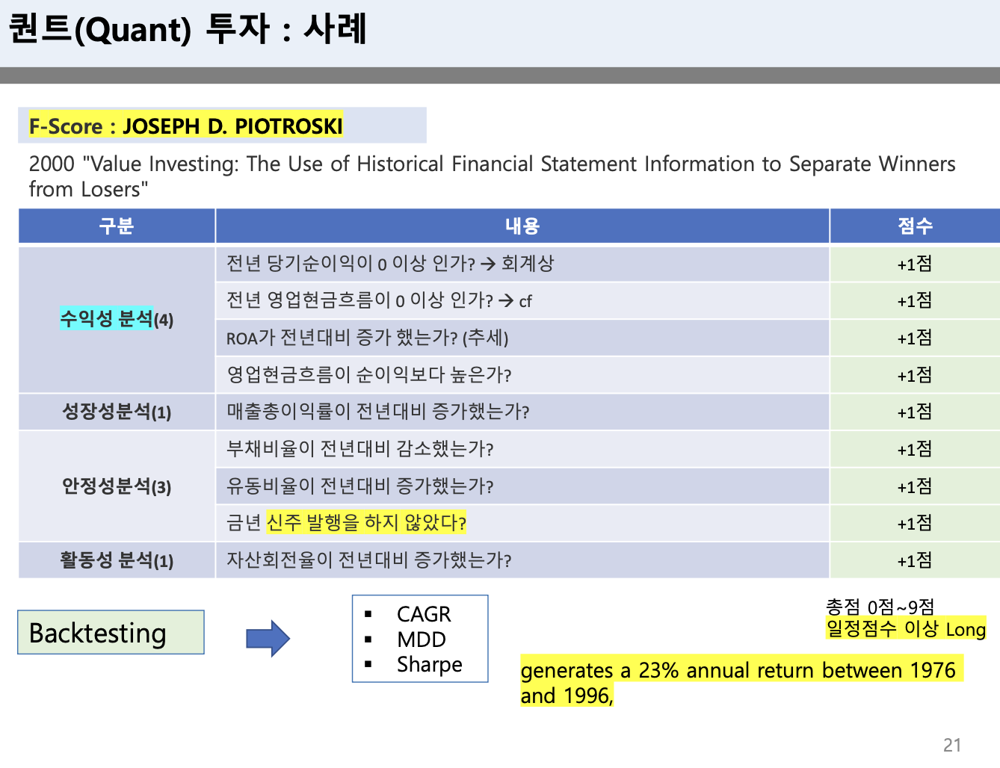 퀀트(Quant) 투자 : 사례
F-Score : JOSEPH D. PIOTROSKI
2000 "Value Investing: The Use of Historical Financial Statement Information to Separate Winners
from Losers"
구분 내용 점수
수익성 분석(4)
전년 당기순이익이 0 이상 인가? → 회계상 +1점
전년 영업현금흐름이 0 이상 인가? → cf +1점
ROA가 전년대비 증가 했는가? (추세) +1점
영업현금흐름이 순이익보다 높은가? +1점
성장성분석(1) 매출총이익률이 전년대비 증가했는가? +1점
안정성분석(3)
부채비율이 전년대비 감소했는가? +1점
유동비율이 전년대비 증가했는가? +1점
금년 신주 발행을 하지 않았다? +1점
활동성 분석(1) 자산회전율이 전년대비 증가했는가? +1점
총점 0점~9점
일정점수 이상 Long
Backtesting
▪ CAGR
▪ MDD
▪ Sharpe
generates a 23% annual return between 1976
and 1996,
21